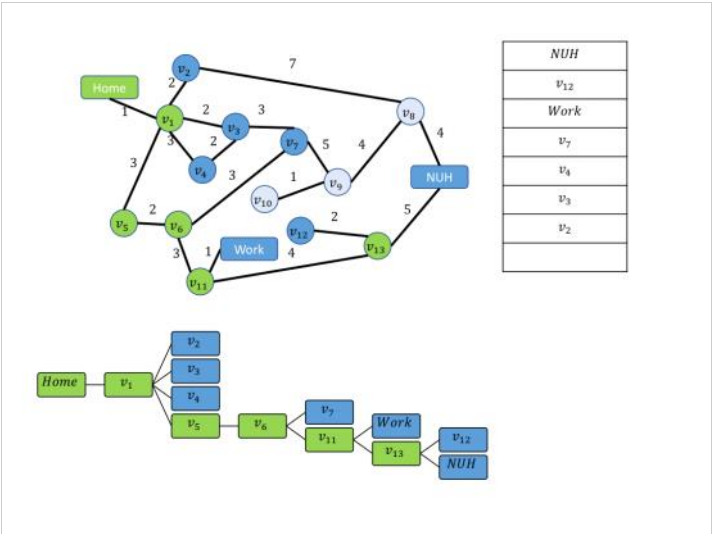 7
v₂
Home
2
1
v₁
2
v₃
3
v₈
3
2
v₇
5
4
4
v₄
3
3
1
v₉
NUH
v₁₀
v₅
2
v₆
v₁₂
2
5
3
1
Work
4
v₁₃
v₁₁
NUH
v₁₂
Work
v₇
v₄
v₃
v₂
v₂
v₃
Home
v₁
v₄
v₅
v₆
v₇
v₁₁
Work
v₁₃
v₁₂
NUH